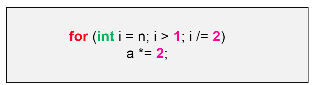 for (int i = n; i > 1; i /= 2)
a *= 2;